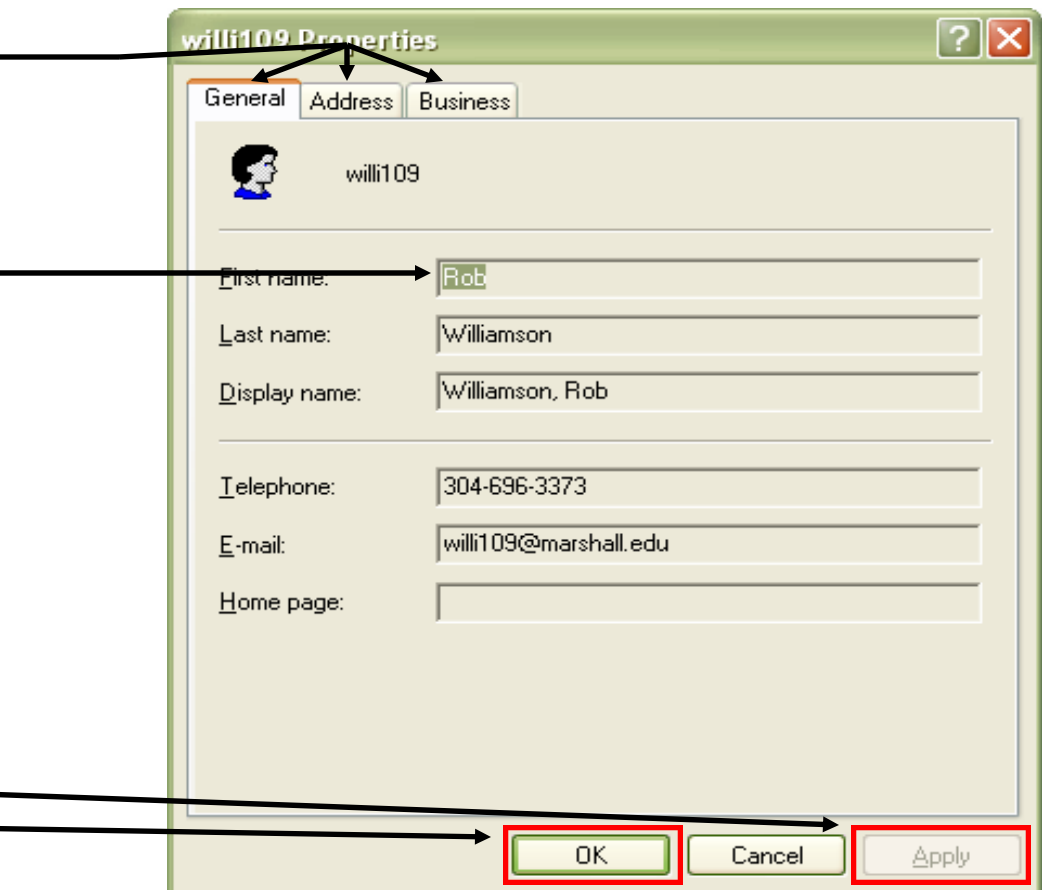 willi109 Properties
General Address Business
willi109
First name: Rob
Last name: Williamson
Display name: Williamson, Rob
Telephone: 304-696-3373
E-mail: willi109@marshall.edu
Home page:
OK Cancel Apply